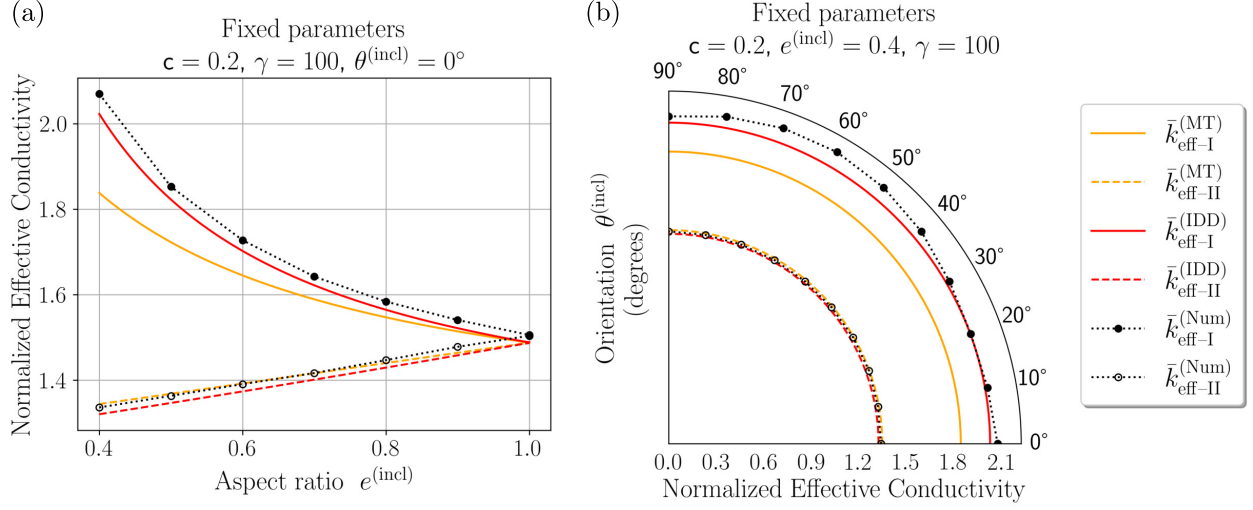 (a)
Fixed parameters
c = 0.2, γ = 100, θ^(incl) = 0°
Normalized Effective Conductivity
2.0
1.8
1.6
1.4
0.4
0.6
0.8
1.0
Aspect ratio e^(incl)
(b)
Fixed parameters
c = 0.2, e^(incl) = 0.4, γ = 100
90°
80°
70°
60°
50°
40°
30°
20°
10°
0°
Orientation θ^(incl)
(degrees)
0.0
0.3
0.6
0.9
1.2
1.5
1.8
2.1
Normalized Effective Conductivity
k̄_eff–I^(MT)
k̄_eff–II^(MT)
k̄_eff–I^(IDD)
k̄_eff–II^(IDD)
k̄_eff–I^(Num)
k̄_eff–II^(Num)